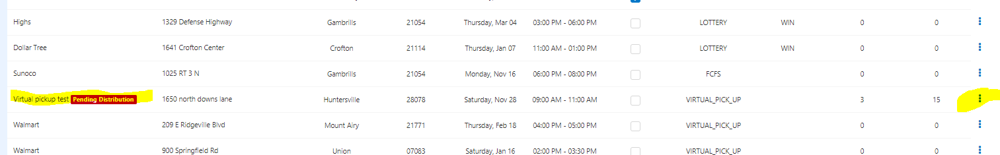 Highs 1329 Defense Highway Gambrills 21054 Thursday, Mar 04 03:00 PM - 06:00 PM LOTTERY WIN 0 0
Dollar Tree 1641 Crofton Center Crofton 21114 Thursday, Jan 07 11:00 AM - 01:00 PM LOTTERY WIN 0 0
Sunoco 1025 RT 3 N Gambrills 21054 Monday, Nov 16 06:00 PM - 08:00 PM FCFS 0 0
Virtual pickup test Pending Distribution 1650 north downs lane Huntersville 28078 Saturday, Nov 28 09:00 AM - 11:00 AM VIRTUAL_PICK_UP 3 15
Walmart 209 E Ridgeville Blvd Mount Airy 21771 Thursday, Feb 18 04:00 PM - 05:00 PM VIRTUAL_PICK_UP 0 0
Walmart 900 Springfield Rd Union 07083 Saturday, Jan 16 02:00 PM - 03:30 PM VIRTUAL_PICK_UP 0 0